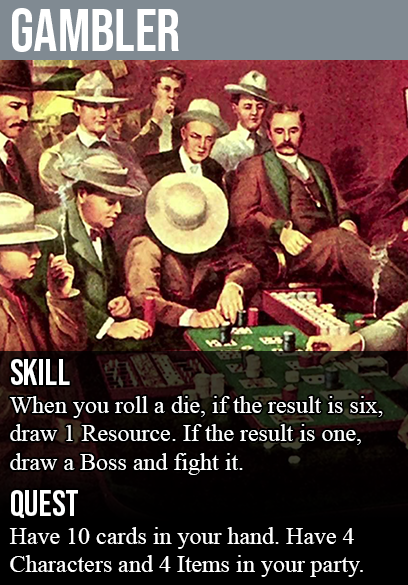 GAMBLER
SKILL
When you roll a die, if the result is six,
draw 1 Resource. If the result is one,
draw a Boss and fight it.
QUEST
Have 10 cards in your hand. Have 4
Characters and 4 Items in your party.